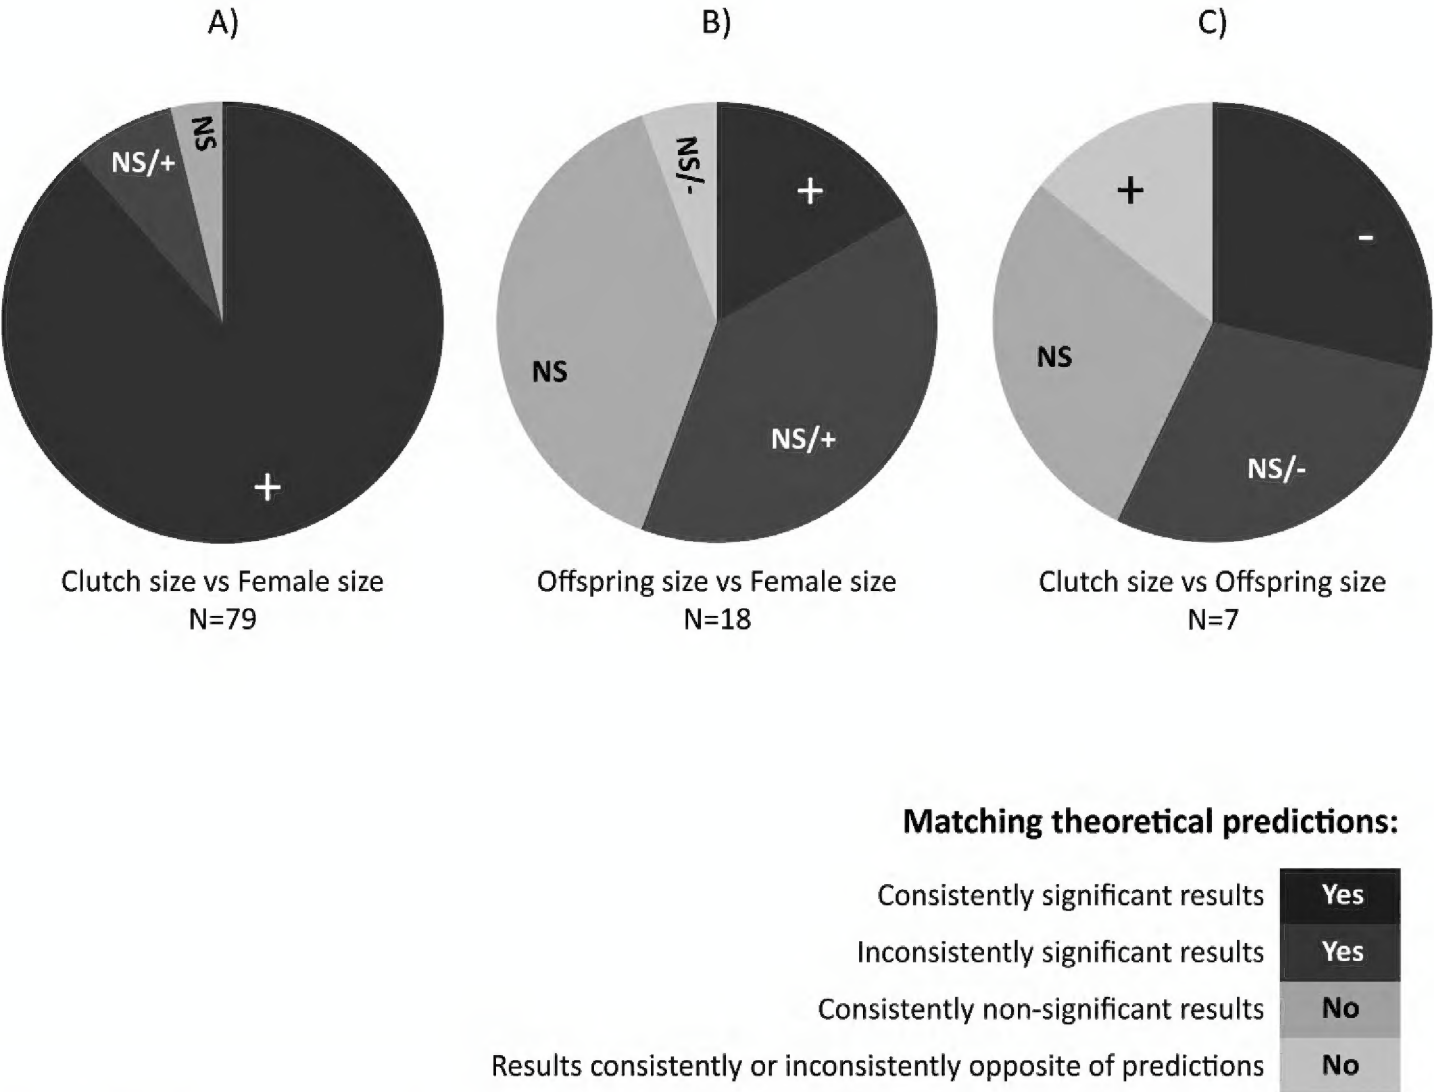 A)
B)
C)
NS
NS/+
+
NS/-
+
NS
NS/+
+
-
NS
NS/-
Clutch size vs Female size
N=79
Offspring size vs Female size
N=18
Clutch size vs Offspring size
N=7
Matching theoretical predictions:
Consistently significant results Yes
Inconsistently significant results Yes
Consistently non-significant results No
Results consistently or inconsistently opposite of predictions No